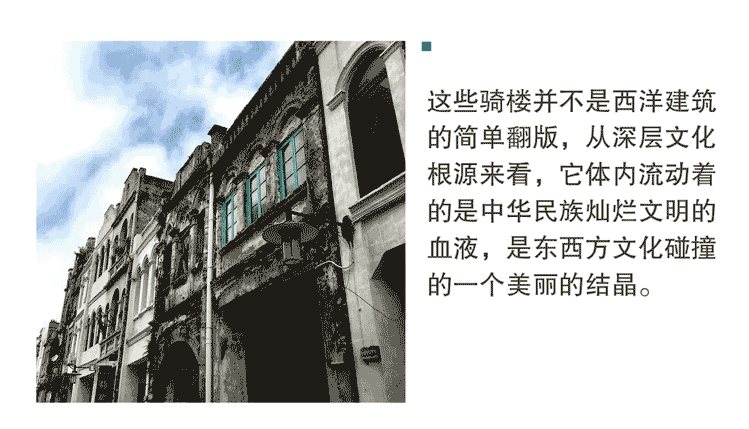 这些骑楼并不是西洋建筑
的简单翻版，从深层文化
根源来看，它体内流动着
的是中华民族灿烂文明的
血液，是东西方文化碰撞
的一个美丽的结晶。